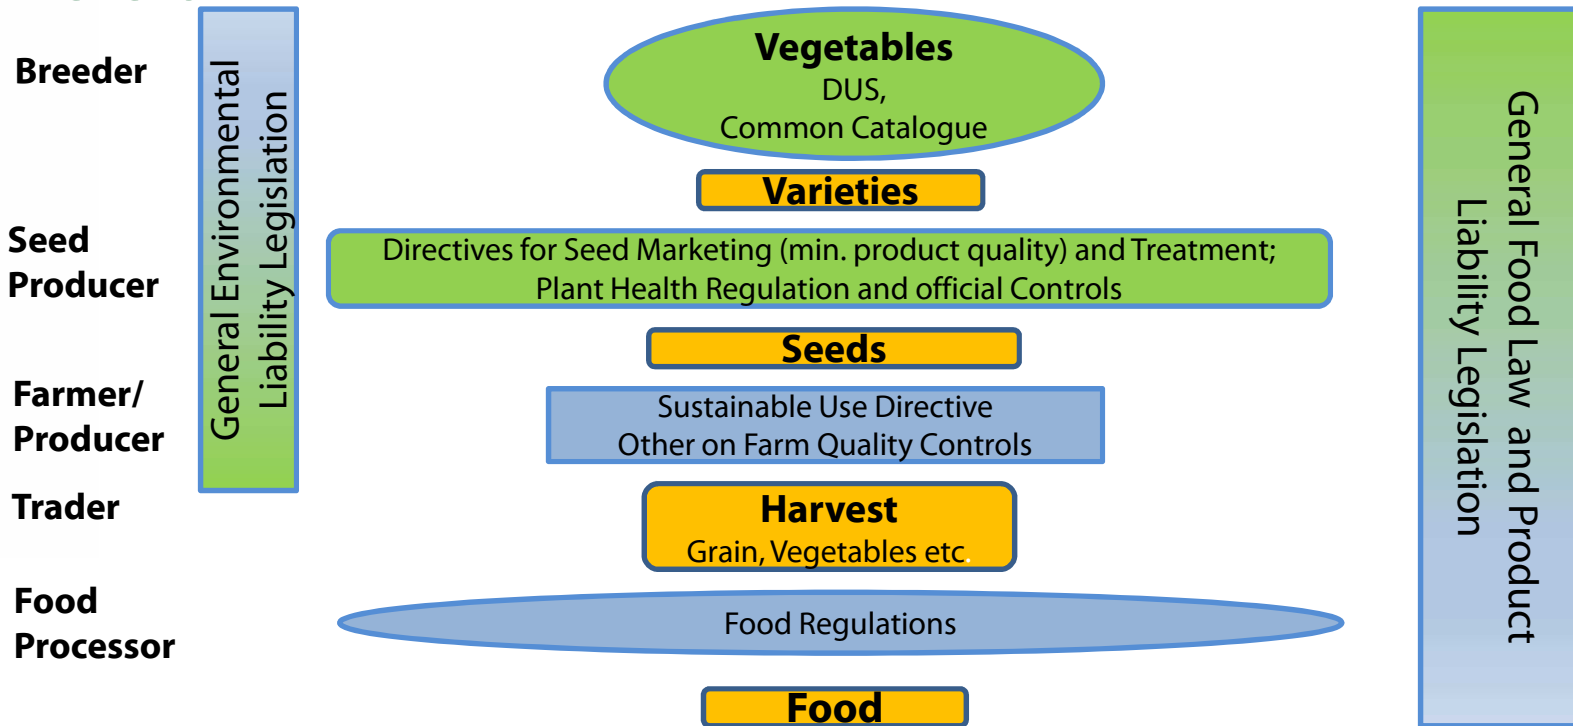 Breeder
General Environmental
Liability Legislation
Vegetables
DUS,
Common Catalogue
Varieties
Seed
Producer
Directives for Seed Marketing (min. product quality) and Treatment;
Plant Health Regulation and official Controls
Seeds
Farmer/
Producer
Sustainable Use Directive
Other on Farm Quality Controls
Trader
Harvest
Grain, Vegetables etc.
Food
Processor
Food Regulations
Food
General Food Law and Product
Liability Legislation